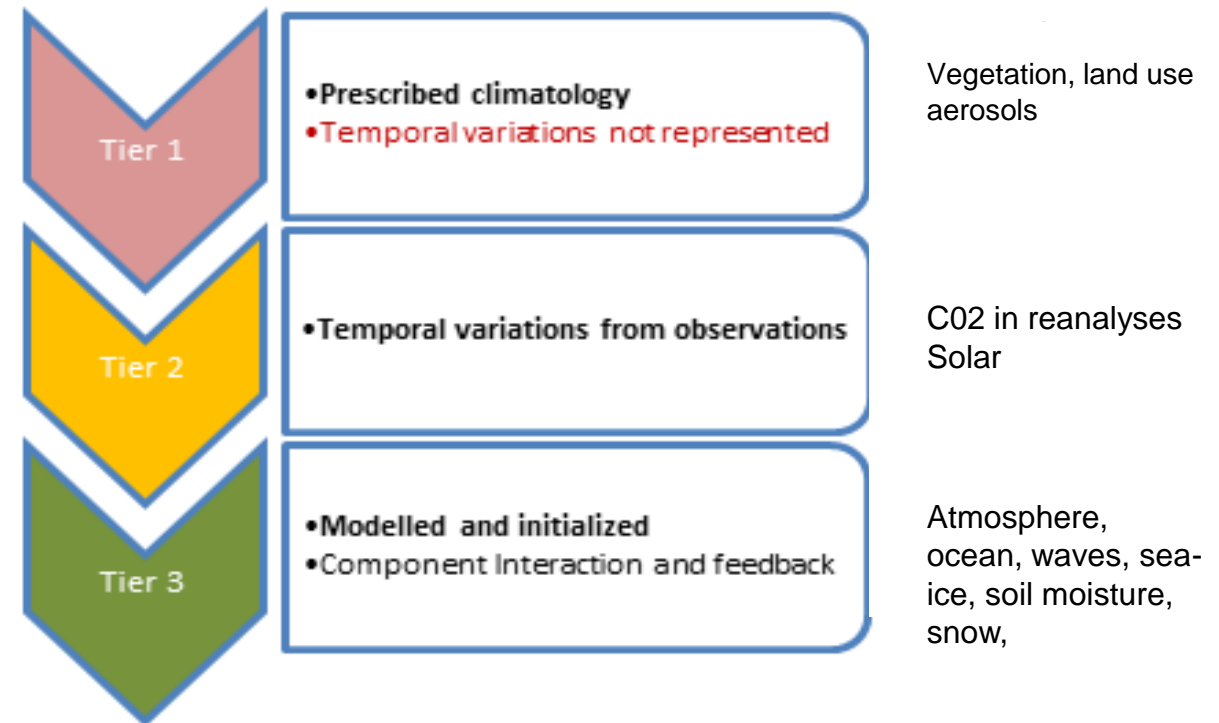 Tier 1
•Prescribed climatology
•Temporal variations not represented
Vegetation, land use
aerosols
Tier 2
•Temporal variations from observations
C02 in reanalyses
Solar
Tier 3
•Modelled and initialized
•Component Interaction and feedback
Atmosphere,
ocean, waves, sea-
ice, soil moisture,
snow,